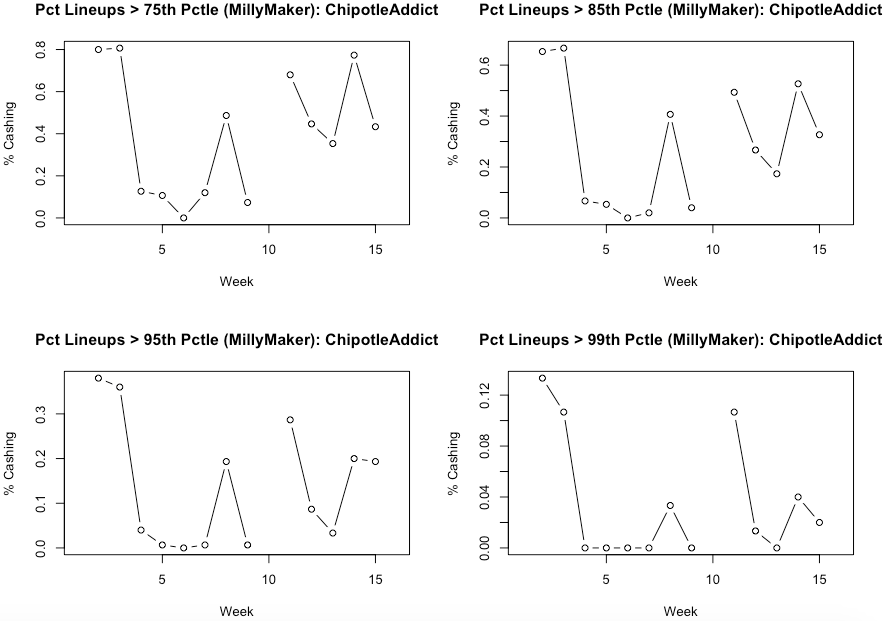 Pct Lineups > 75th Pctle (MillyMaker): ChipotleAddict
% Cashing
0.8
0.6
0.4
0.2
0.0
5 10 15
Week
Pct Lineups > 85th Pctle (MillyMaker): ChipotleAddict
% Cashing
0.6
0.4
0.2
0.0
5 10 15
Week
Pct Lineups > 95th Pctle (MillyMaker): ChipotleAddict
% Cashing
0.3
0.2
0.1
0.0
5 10 15
Week
Pct Lineups > 99th Pctle (MillyMaker): ChipotleAddict
% Cashing
0.12
0.08
0.04
0.00
5 10 15
Week